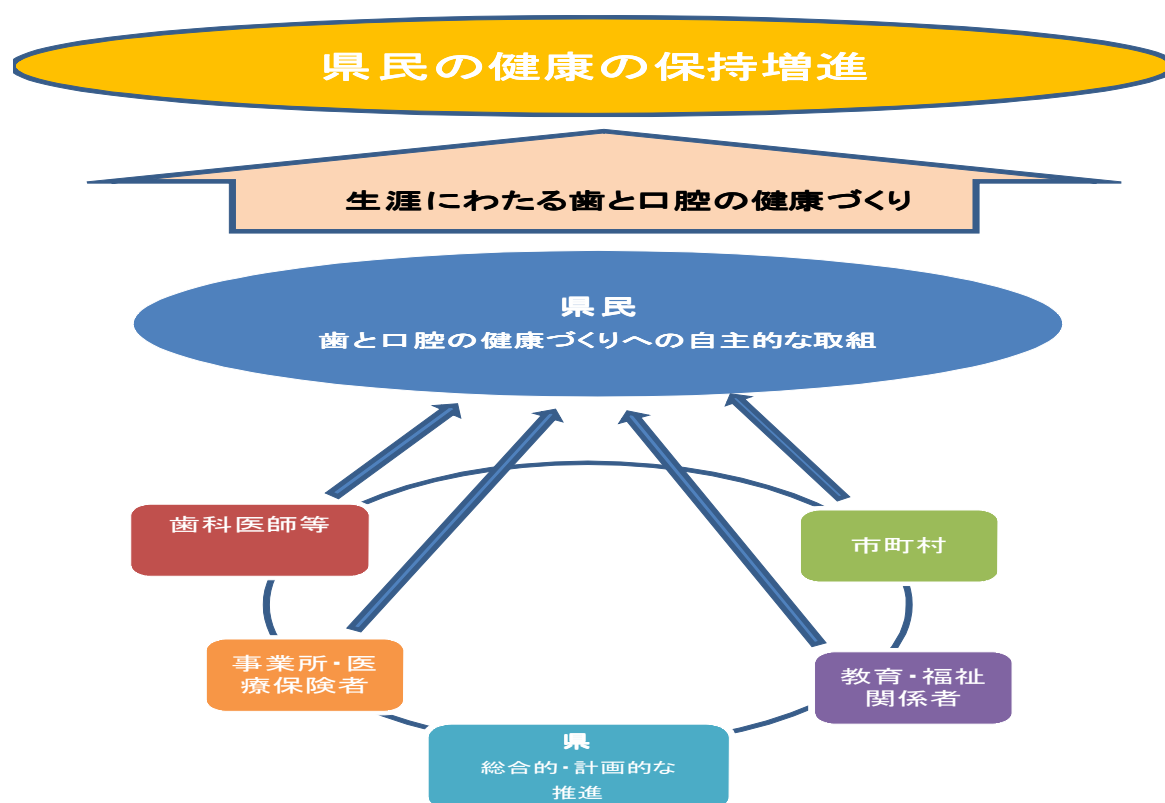 県民の健康の保持増進
生涯にわたる歯と口腔の健康づくり
県民
歯と口腔の健康づくりへの自主的な取組
歯科医師等
市町村
事業所・医
療保険者
教育・福祉
関係者
県
総合的・計画的な
推進